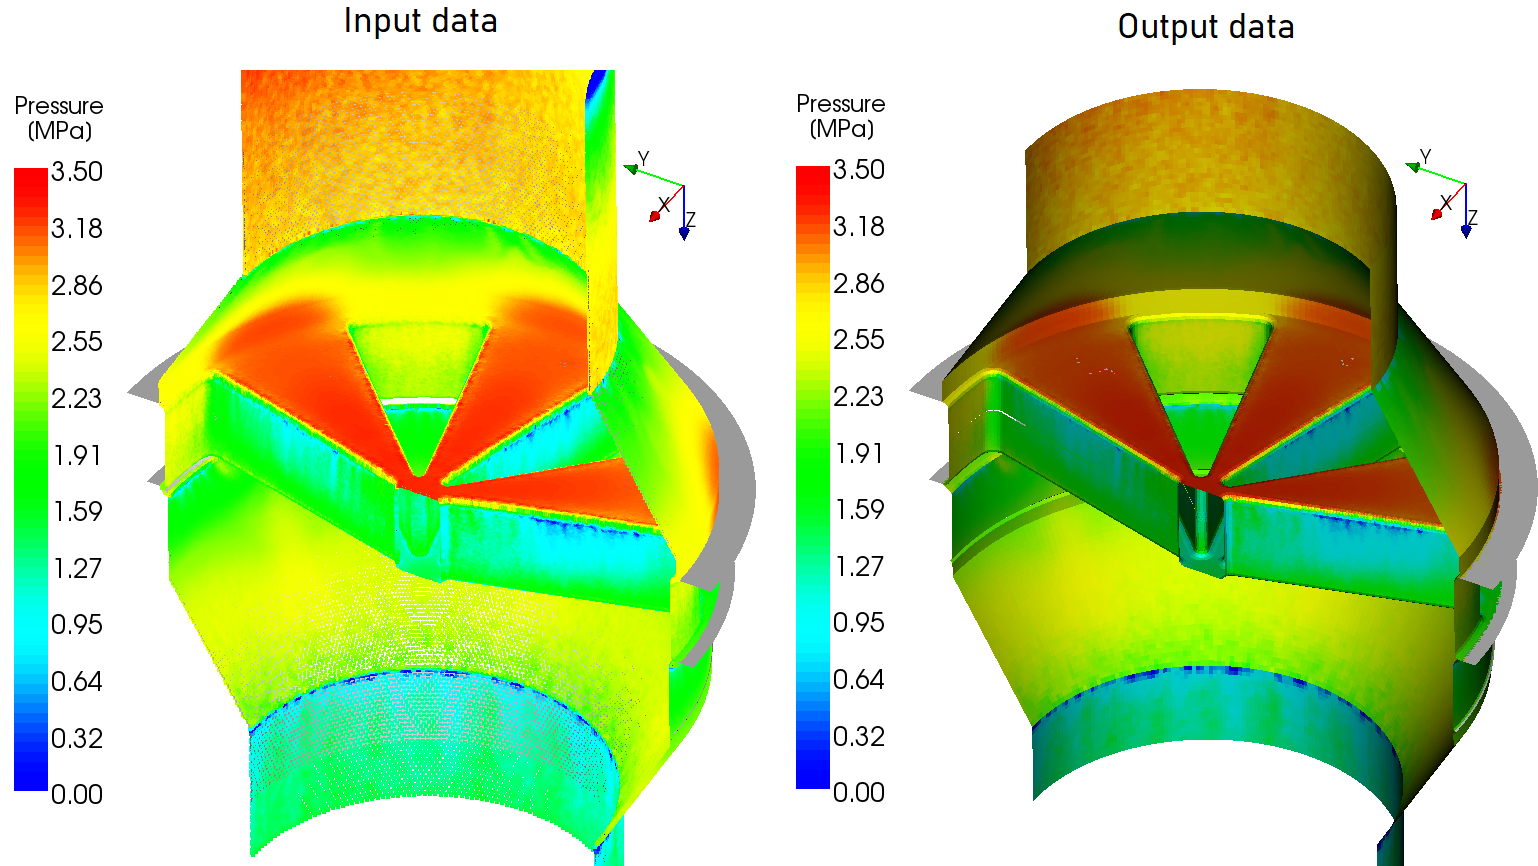 Input data
Pressure
(MPa)
3.50
3.18
2.86
2.55
2.23
1.91
1.59
1.27
0.95
0.64
0.32
0.00
Y
X
Z
Output data
Pressure
(MPa)
3.50
3.18
2.86
2.55
2.23
1.91
1.59
1.27
0.95
0.64
0.32
0.00
Y
X
Z